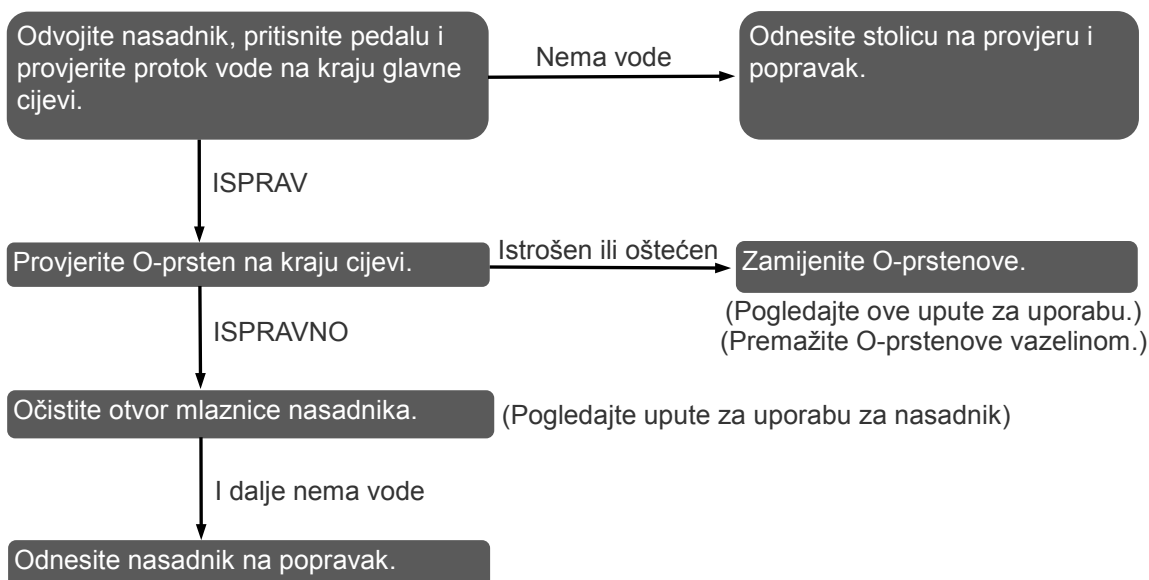 Odvojite nasadnik, pritisnite pedalu i
provjerite protok vode na kraju glavne
cijevi.
Nema vode
Odnesite stolicu na provjeru i
popravak.
ISPRAV
Provjerite O-prsten na kraju cijevi.
Istrošen ili oštećen
Zamijenite O-prstenove.
(Pogledajte ove upute za uporabu.)
(Premažite O-prstenove vazelinom.)
ISPRAVNO
Očistite otvor mlaznice nasadnika.
(Pogledajte upute za uporabu za nasadnik)
I dalje nema vode
Odnesite nasadnik na popravak.